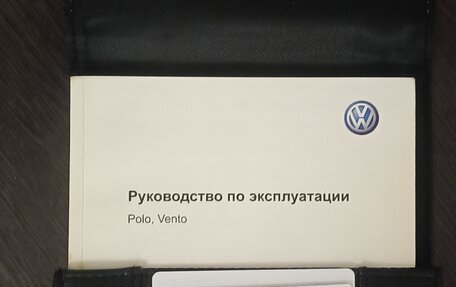 Руководство по эксплуатации
Polo, Vento